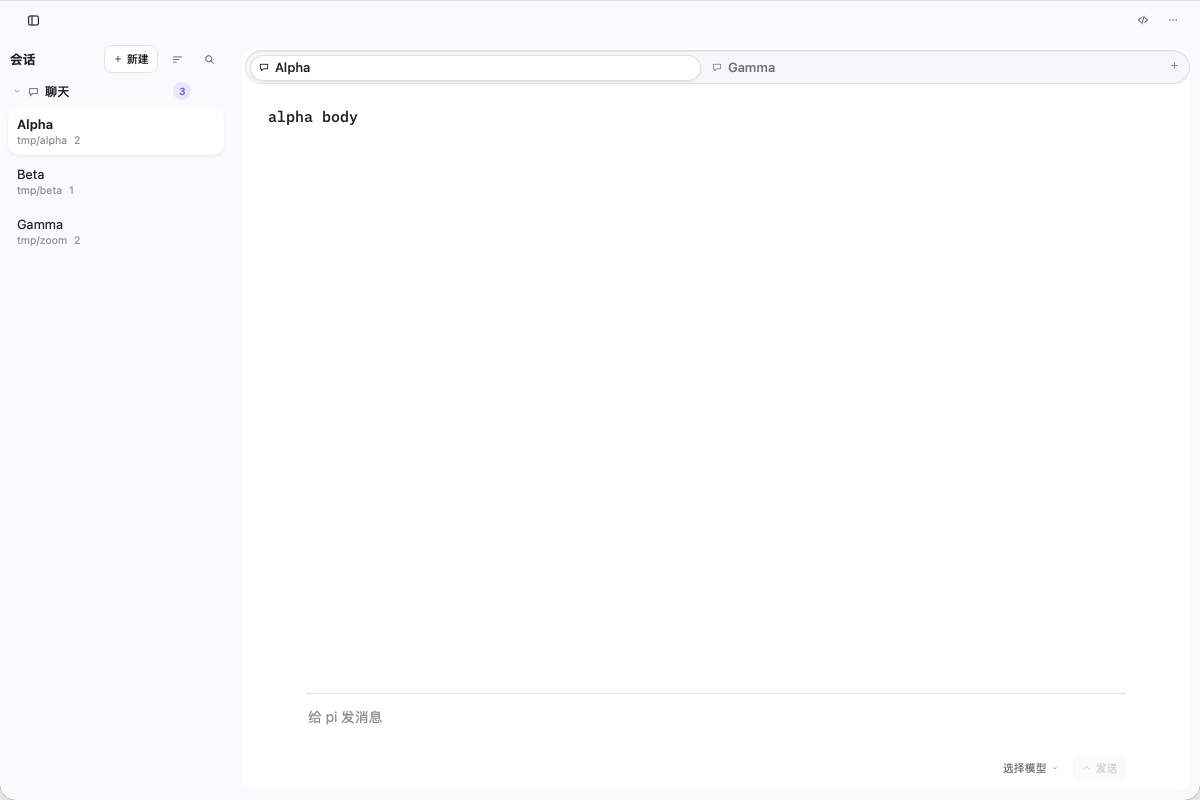 会话
+ 新建
聊天
3
Alpha
tmp/alpha 2
Beta
tmp/beta 1
Gamma
tmp/zoom 2
Alpha
Gamma
+
alpha body
给 pi 发消息
选择模型
发送